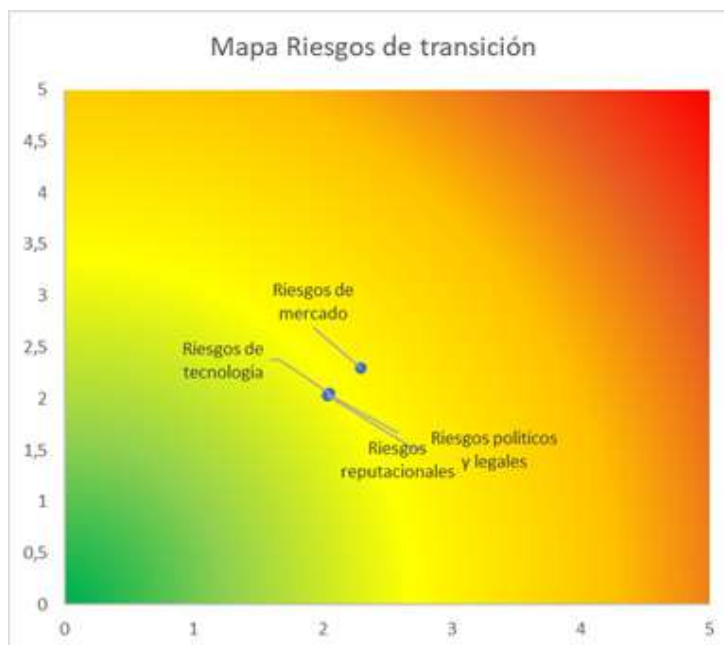 Mapa Riesgos de transición
5
4,5
4
3,5
3
2,5
2
1,5
1
0,5
0
Riesgos de
mercado
Riesgos de
tecnología
Riesgos
reputacionales
Riesgos políticos
y legales
0 1 2 3 4 5